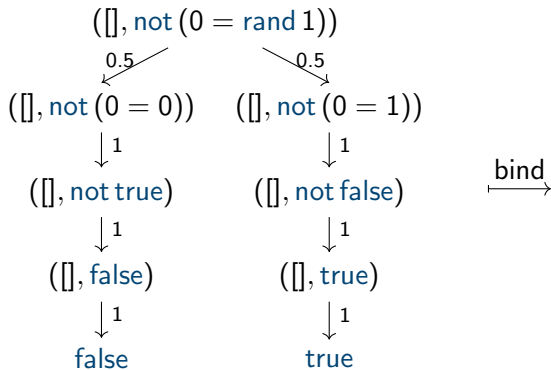 ([], not (0 = rand 1))
0.5 0.5
([], not (0 = 0)) ([], not (0 = 1))
1 1
([], not true) ([], not false) bind
1 1
([], false) ([], true)
1 1
false true